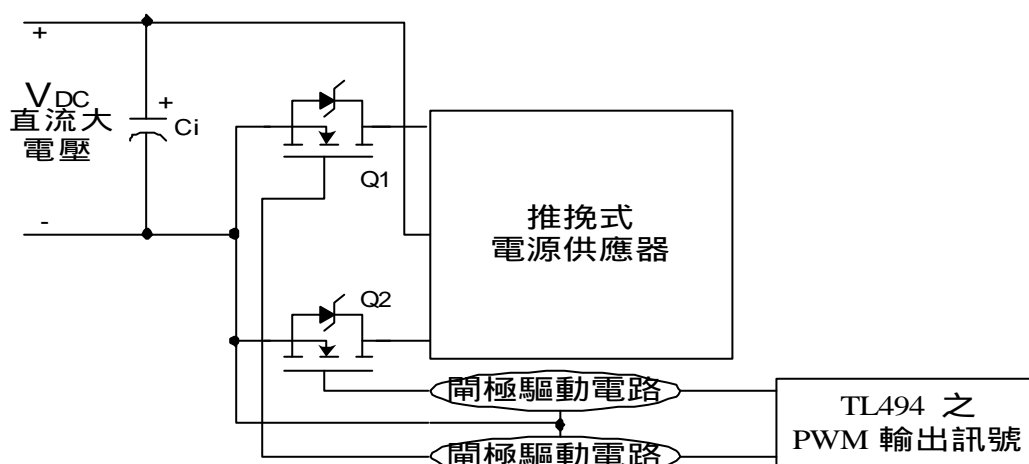 +
VDC
直流大
電壓
+
Ci
-
Q1
推挽式
電源供應器
Q2
閘極驅動電路
閘極驅動電路
TL494 之
PWM 輸出訊號